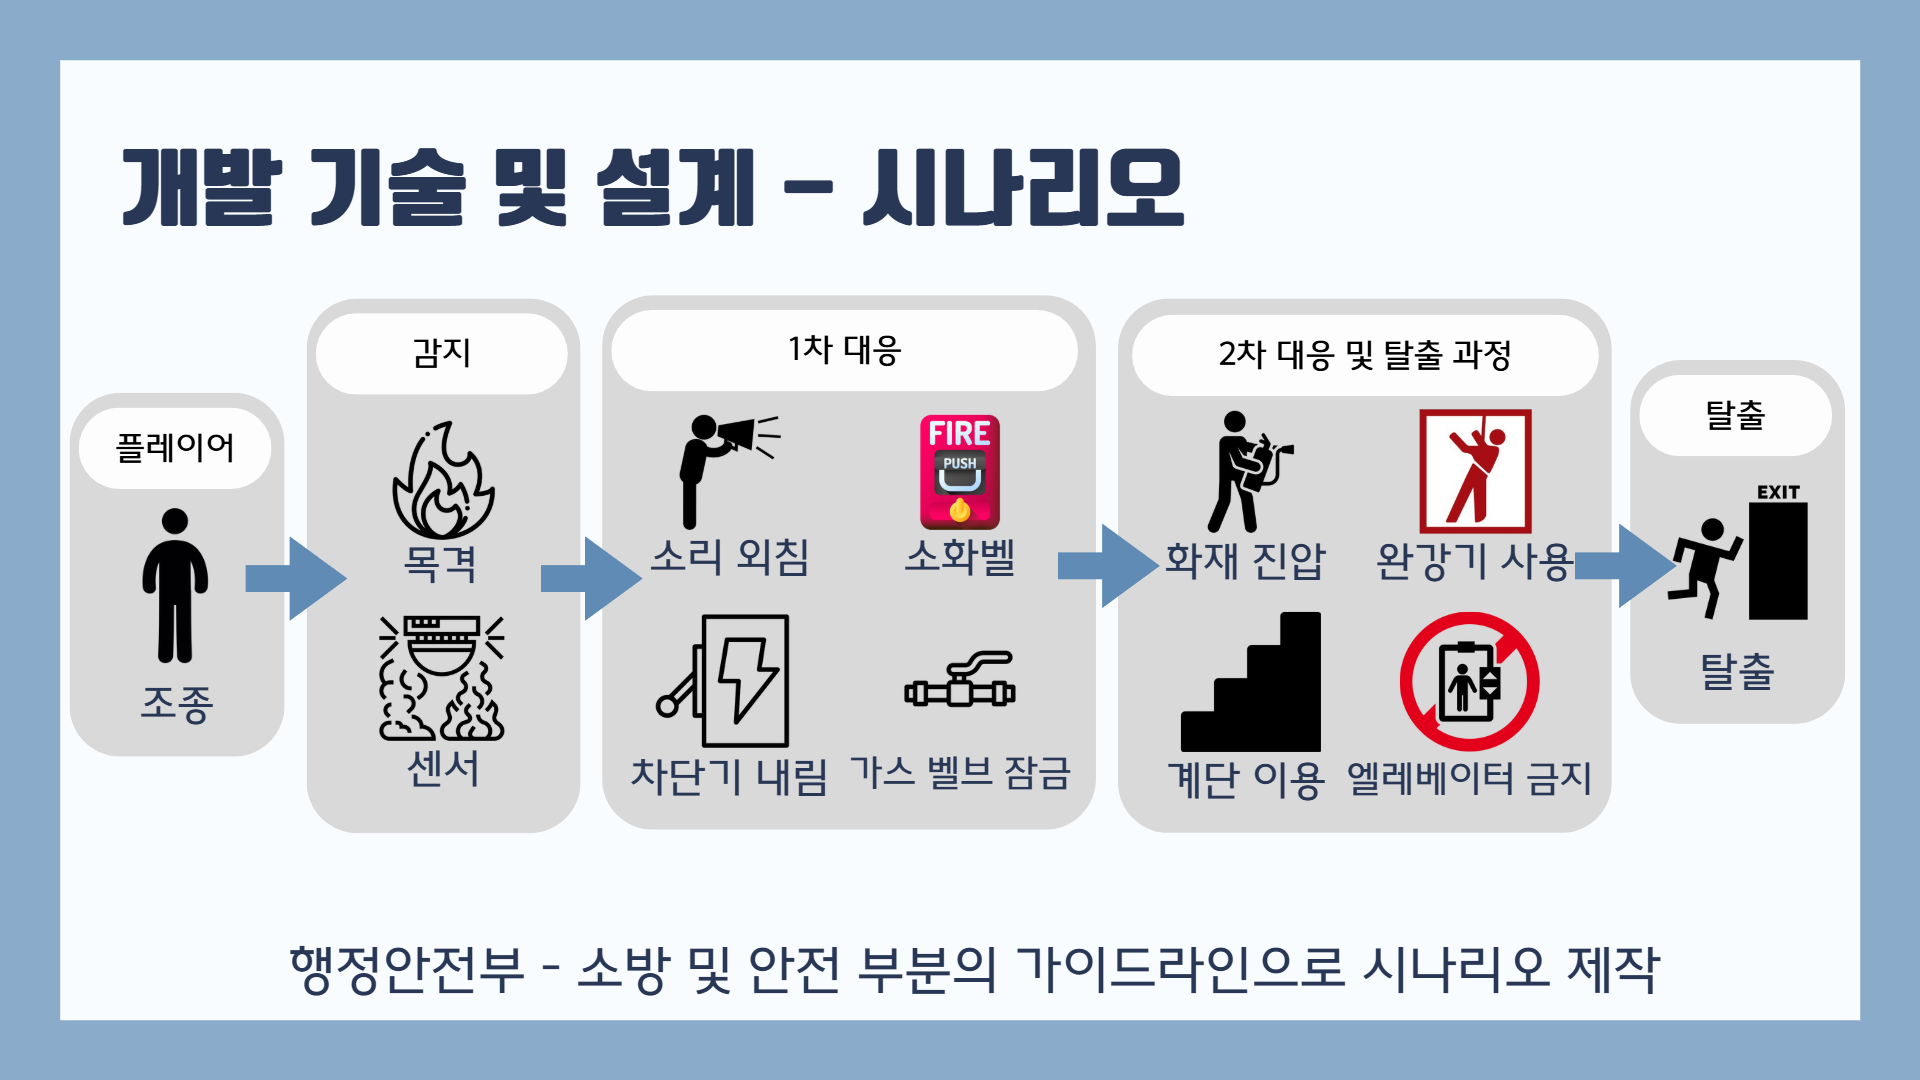 개발 기술 및 설계 - 시나리오
플레이어
조종
감지
목격
센서
1차 대응
소리 외침
FIRE
PUSH
소화벨
차단기 내림
가스 벨브 잠금
2차 대응 및 탈출 과정
화재 진압
완강기 사용
계단 이용
엘레베이터 금지
탈출
EXIT
탈출
행정안전부 - 소방 및 안전 부분의 가이드라인으로 시나리오 제작